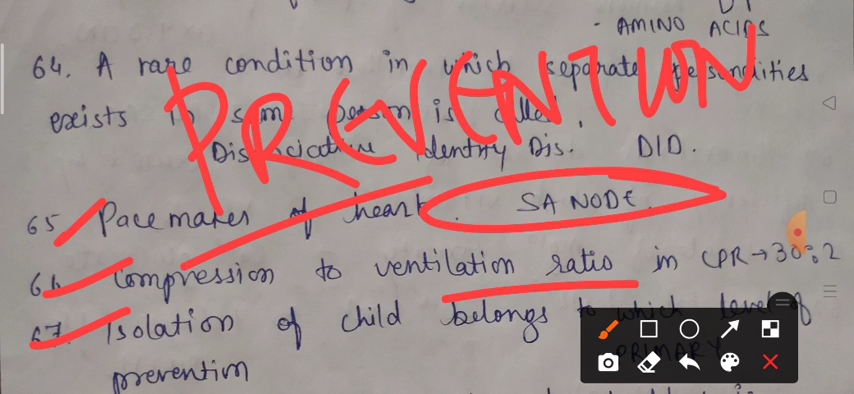 - AMINO ACIDS
64. A rare condition in which separate personalities
exists in same person is called
Dissociative Identity Dis. DID.
PREVENTION
65 Pacemaker of heart. SA NODE.
66 Compression to ventilation ratio in CPR→30:2
67. Isolation of child belongs to which level of
prevention PRIMARY